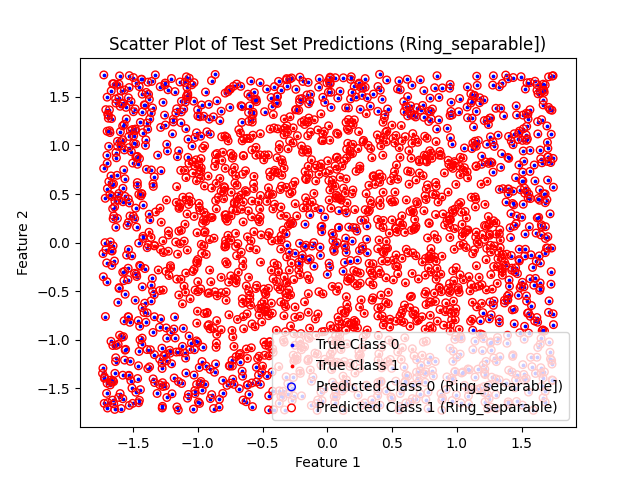 Scatter Plot of Test Set Predictions (Ring_separable])
Feature 2
1.5
1.0
0.5
0.0
−0.5
−1.0
−1.5
True Class 0
True Class 1
Predicted Class 0 (Ring_separable])
Predicted Class 1 (Ring_separable)
−1.5 −1.0 −0.5 0.0 0.5 1.0 1.5
Feature 1